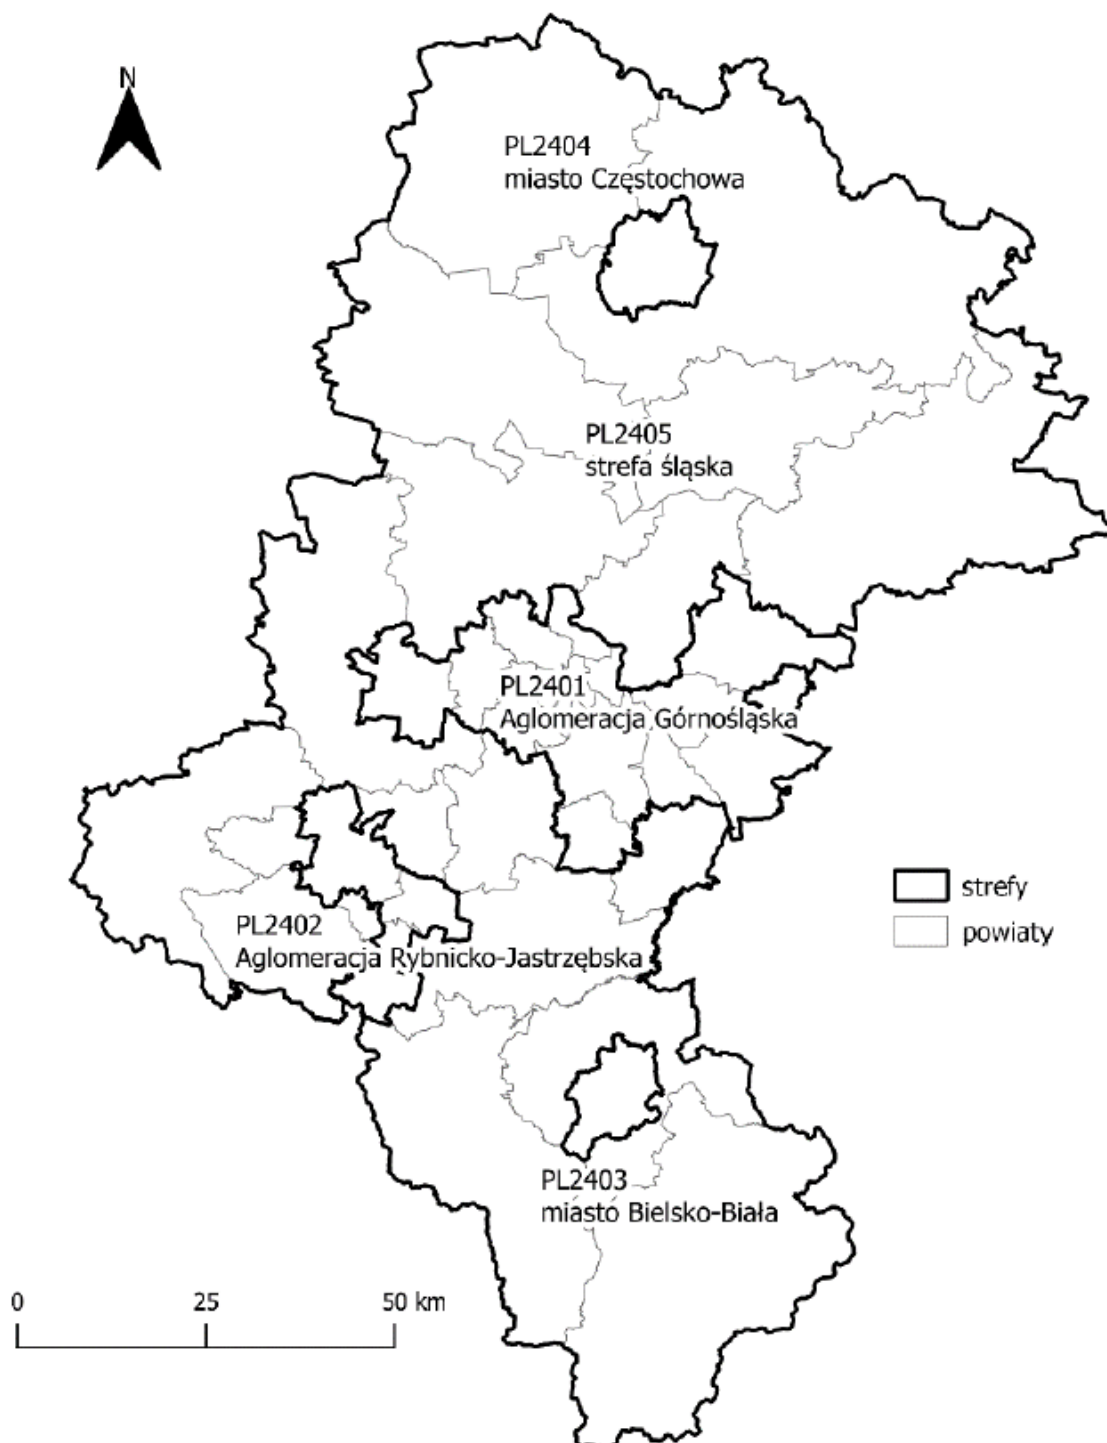 N
PL2404
miasto Częstochowa
PL2405
strefa śląska
PL2401
Aglomeracja Górnośląska
strefy
powiaty
PL2402
Aglomeracja Rybnicko-Jastrzębska
PL2403
miastó Bielsko-Biała
0 25 50 km